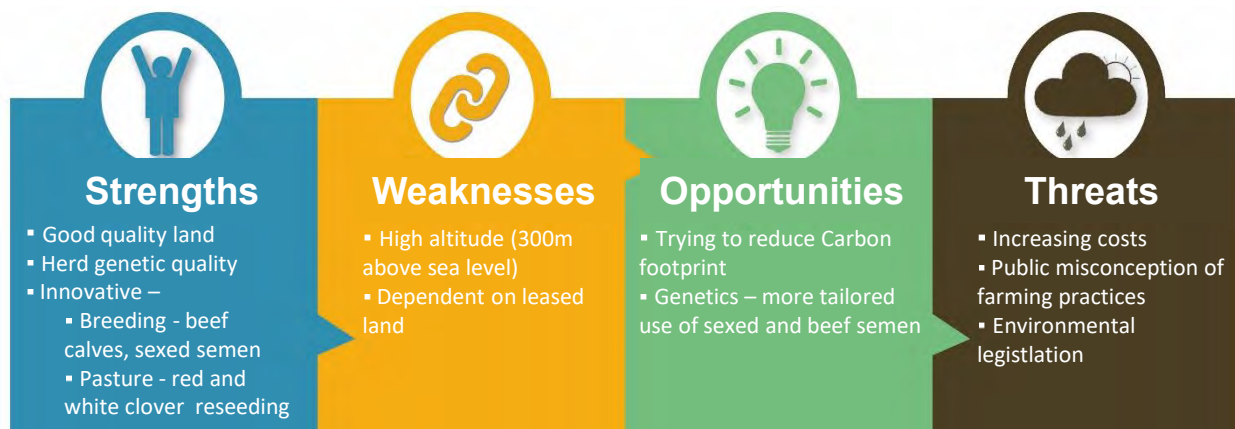 Strengths
▪ Good quality land
▪ Herd genetic quality
▪ Innovative –
▪ Breeding - beef
calves, sexed semen
▪ Pasture - red and
white clover reseeding
Weaknesses
▪ High altitude (300m
above sea level)
▪ Dependent on leased
land
Opportunities
▪ Trying to reduce Carbon
footprint
▪ Genetics – more tailored
use of sexed and beef semen
Threats
▪ Increasing costs
▪ Public misconception of
farming practices
▪ Environmental
legistlation